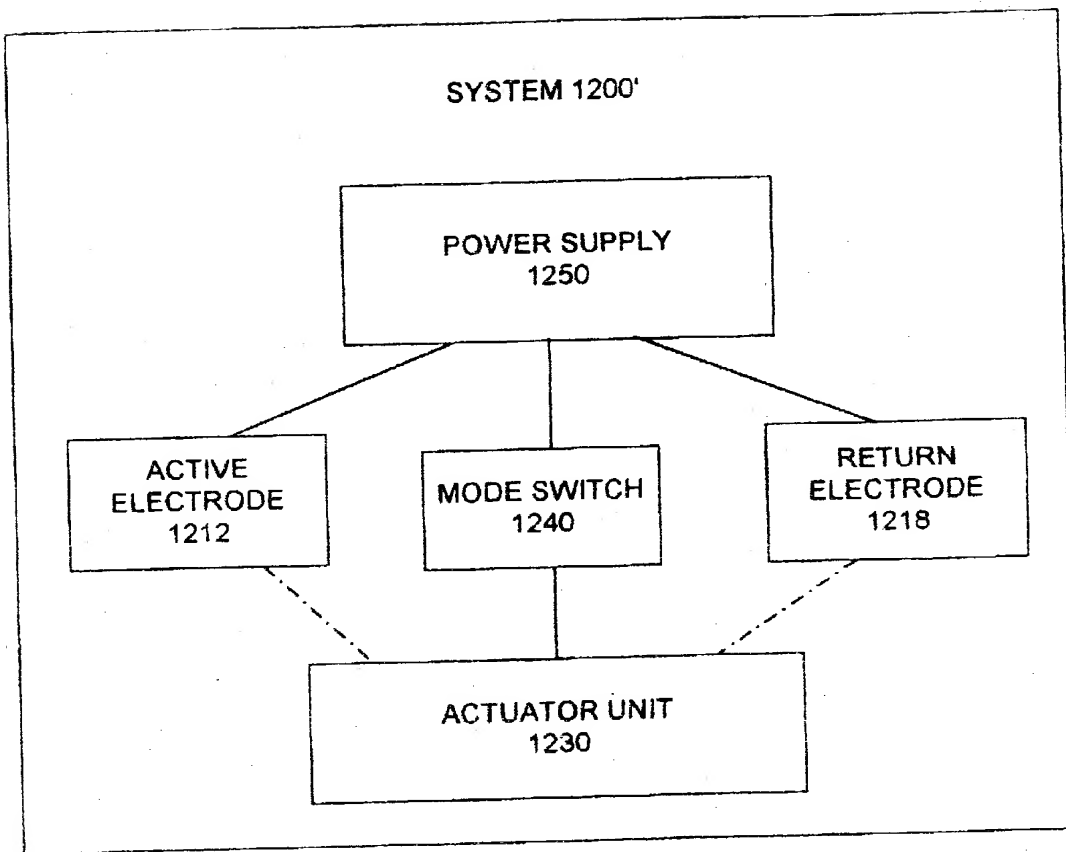 SYSTEM 1200'
POWER SUPPLY
1250
ACTIVE
ELECTRODE
1212
MODE SWITCH
1240
RETURN
ELECTRODE
1218
ACTUATOR UNIT
1230